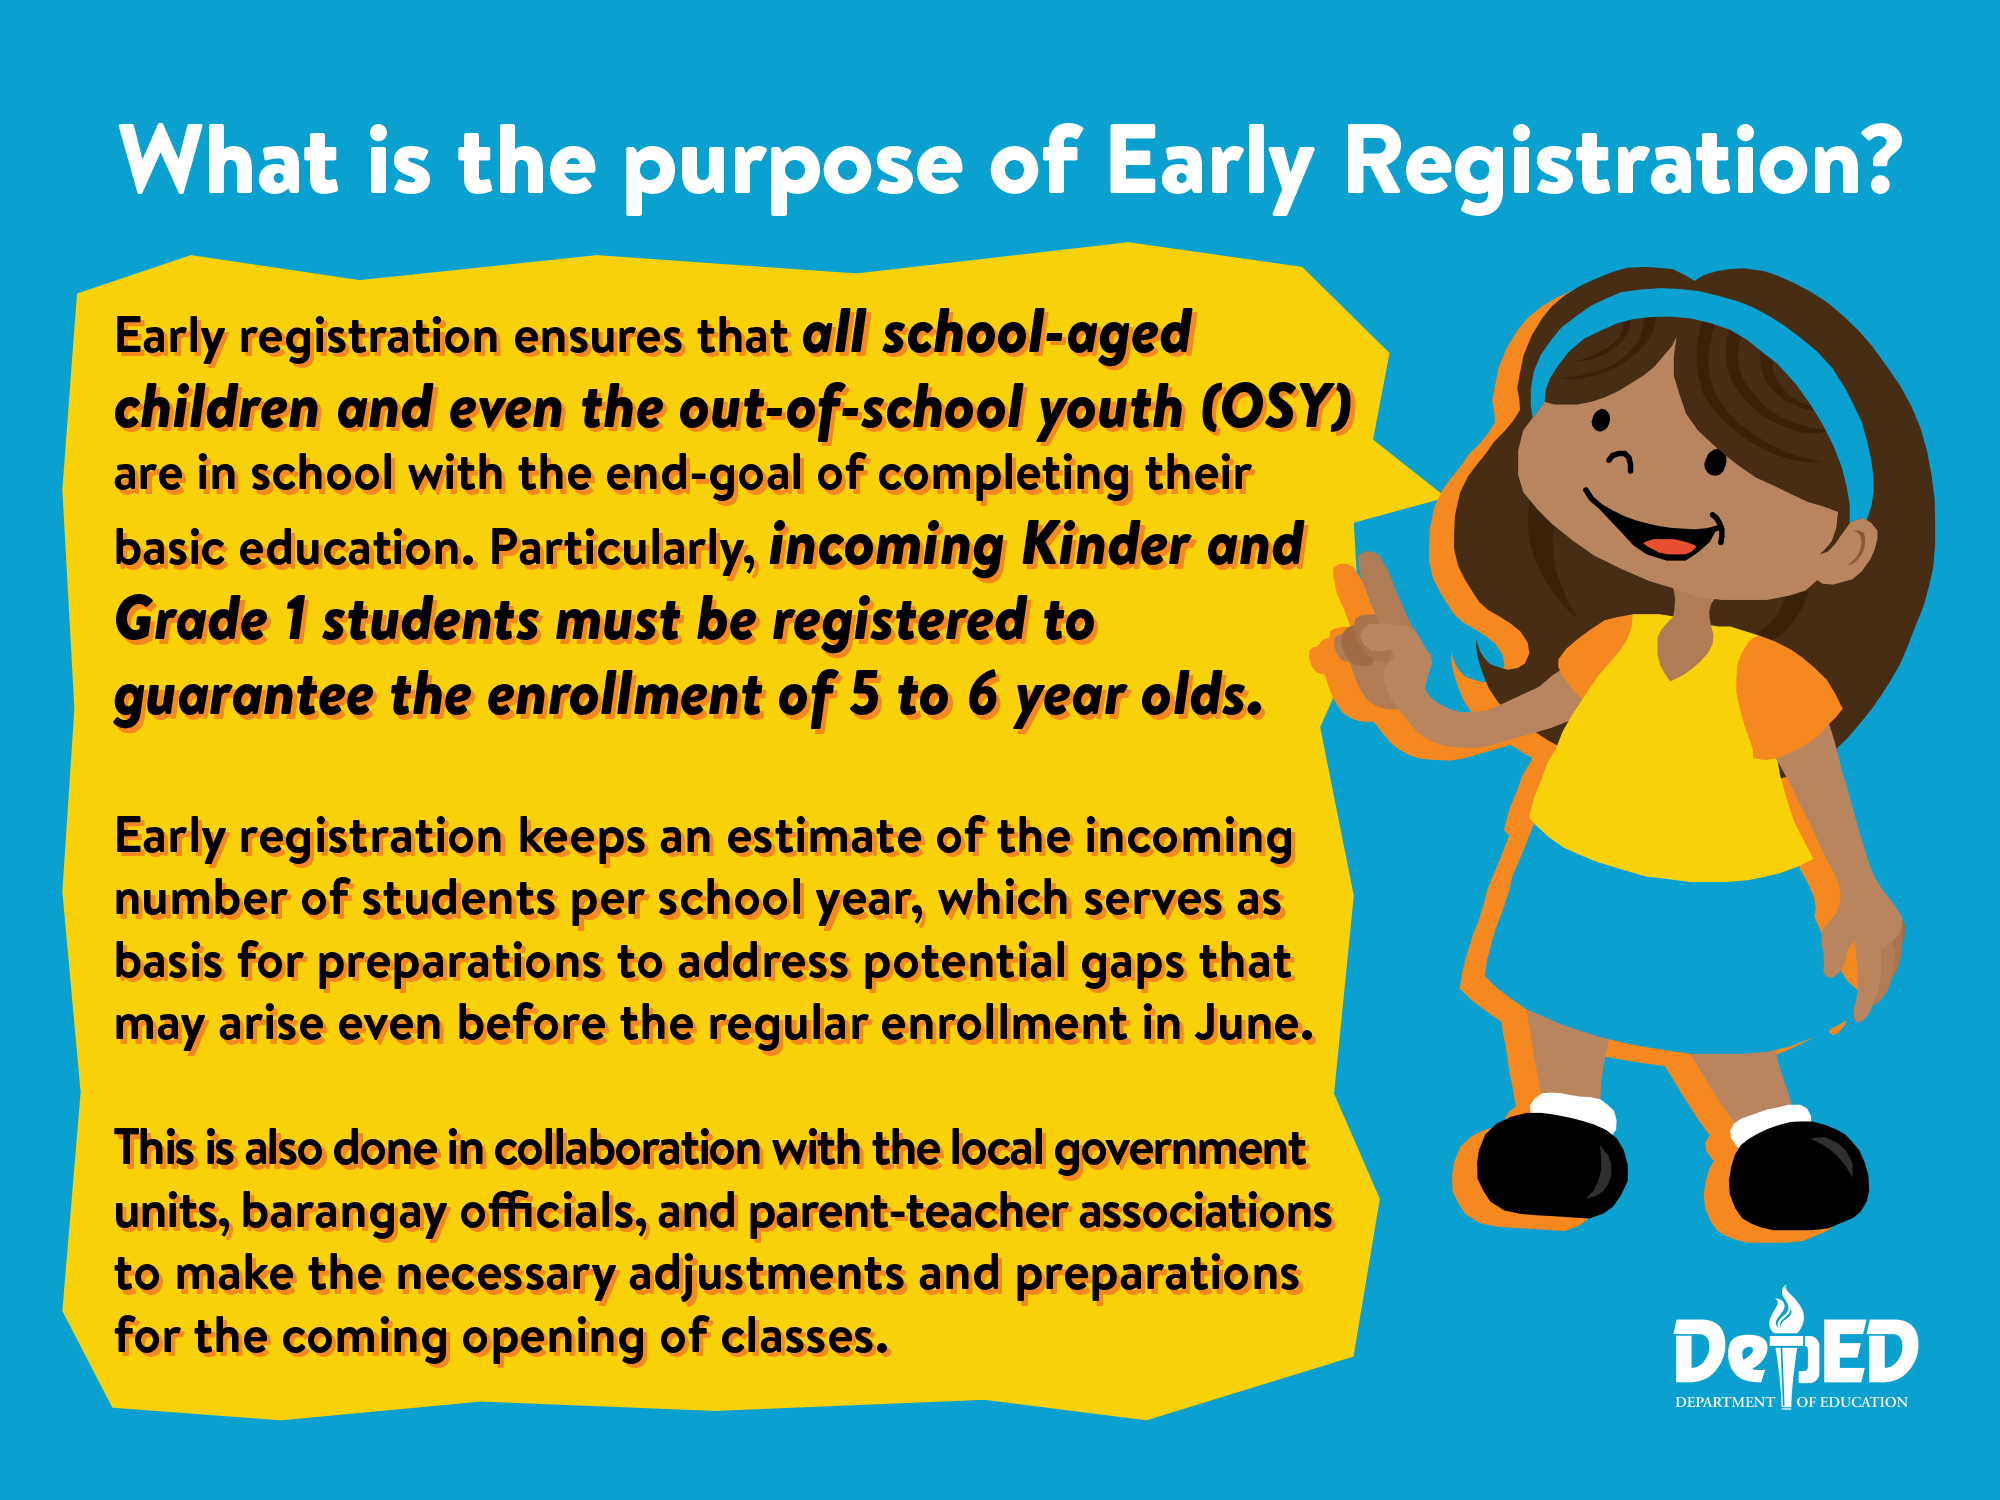 What is the purpose of Early Registration?
Early registration ensures that all school-aged
children and even the out-of-school youth (OSY)
are in school with the end-goal of completing their
basic education. Particularly, incoming Kinder and
Grade 1 students must be registered to
guarantee the enrollment of 5 to 6 year olds.
Early registration keeps an estimate of the incoming
number of students per school year, which serves as
basis for preparations to address potential gaps that
may arise even before the regular enrollment in June.
This is also done in collaboration with the local government
units, barangay officials, and parent-teacher associations
to make the necessary adjustments and preparations
for the coming opening of classes.
DepED
DEPARTMENT OF EDUCATION